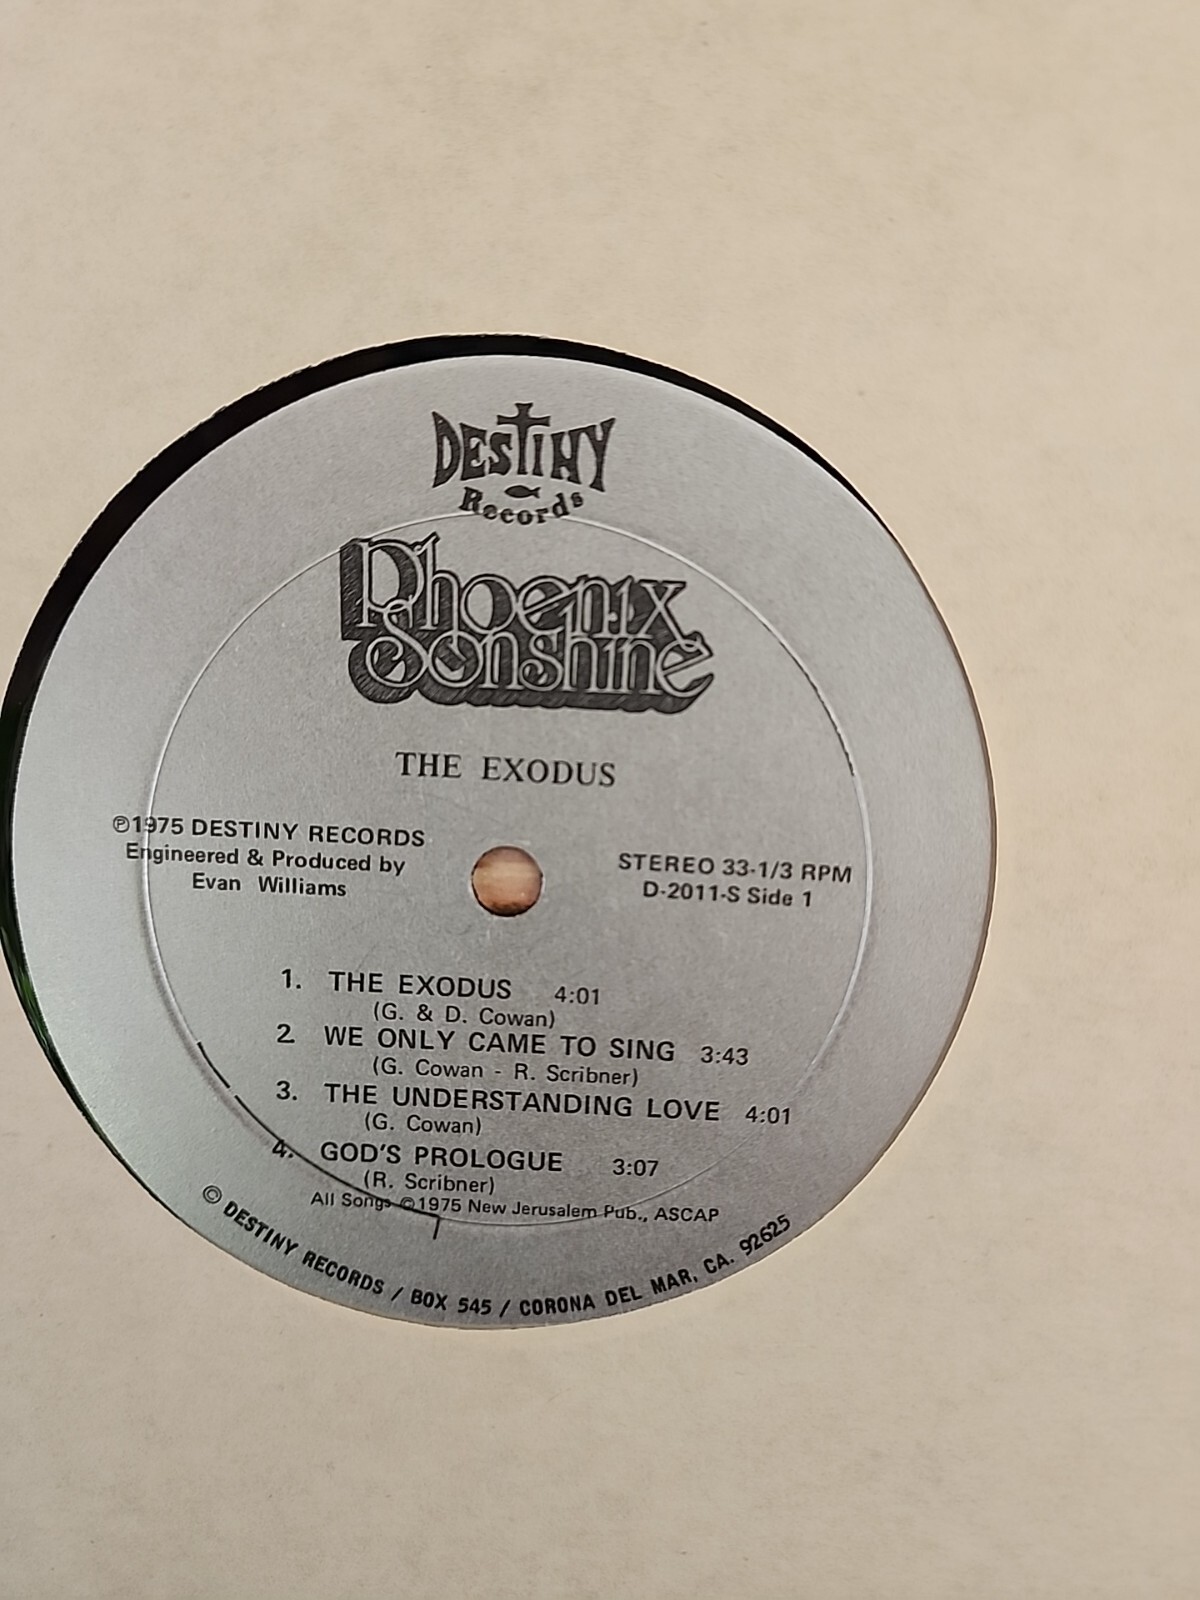 DESTINY
Records
Phoenix
Sonshine
THE EXODUS
℗1975 DESTINY RECORDS
Engineered & Produced by
Evan Williams
STEREO 33-1/3 RPM
D-2011-S Side 1
1. THE EXODUS 4:01
(G. & D. Cowan)
2. WE ONLY CAME TO SING 3:43
(G. Cowan - R. Scribner)
3. THE UNDERSTANDING LOVE 4:01
(G. Cowan)
4. GOD'S PROLOGUE 3:07
(R. Scribner)
All Songs ©1975 New Jerusalem Pub., ASCAP
© DESTINY RECORDS / BOX 545 / CORONA DEL MAR, CA. 92625